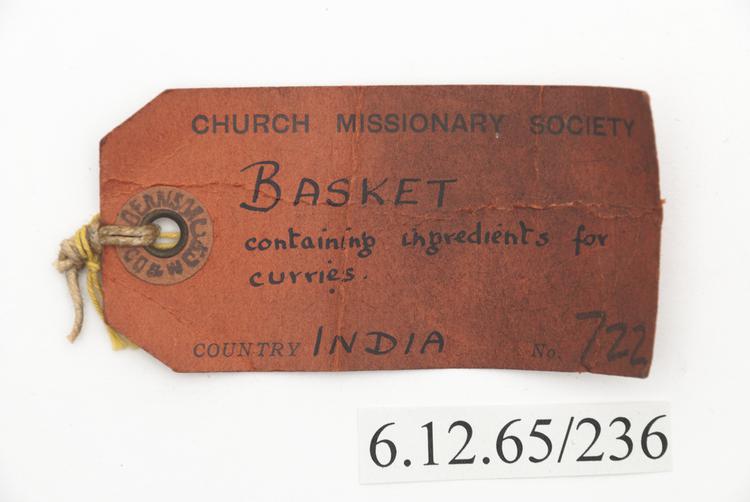 CHURCH MISSIONARY SOCIETY
BASKET
containing ingredients for
curries.
COUNTRY INDIA No. 722
6.12.65/236